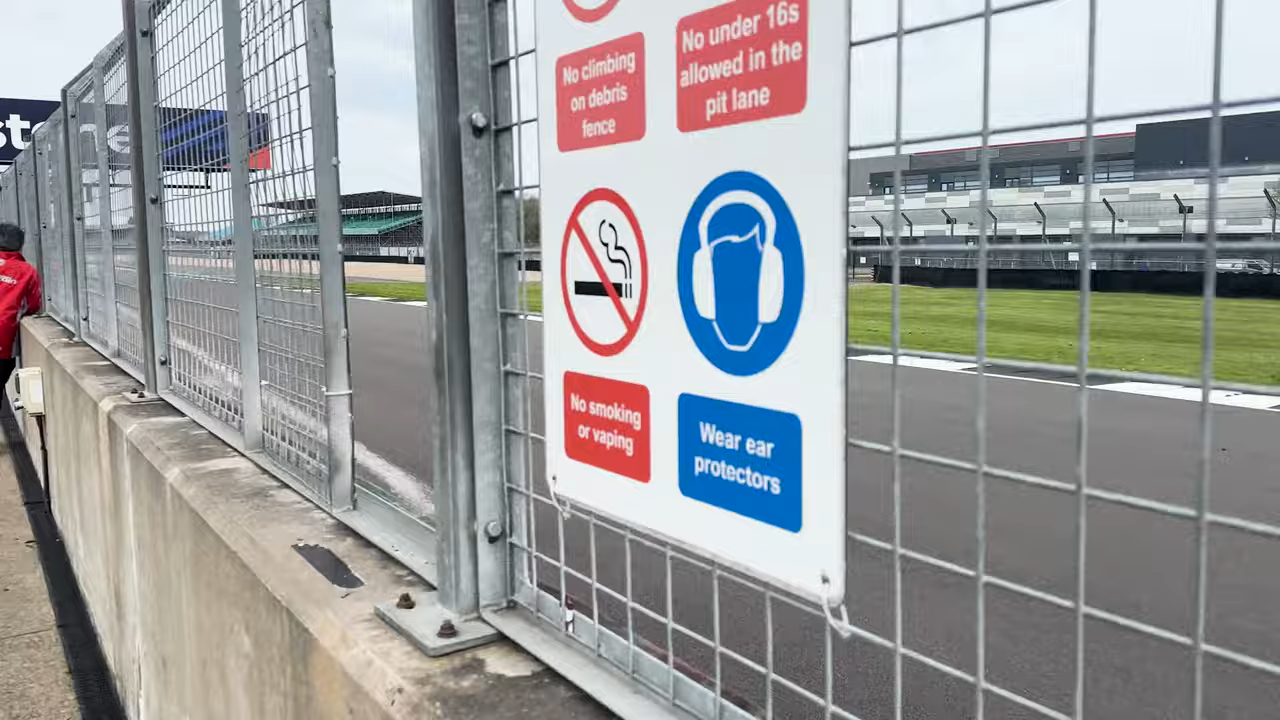 No climbing
on debris
fence
No under 16s
allowed in the
pit lane
No smoking
or vaping
Wear ear
protectors